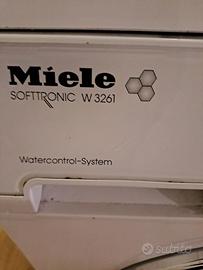 Miele
SOFTTRONIC W 3261
Watercontrol-System
subito